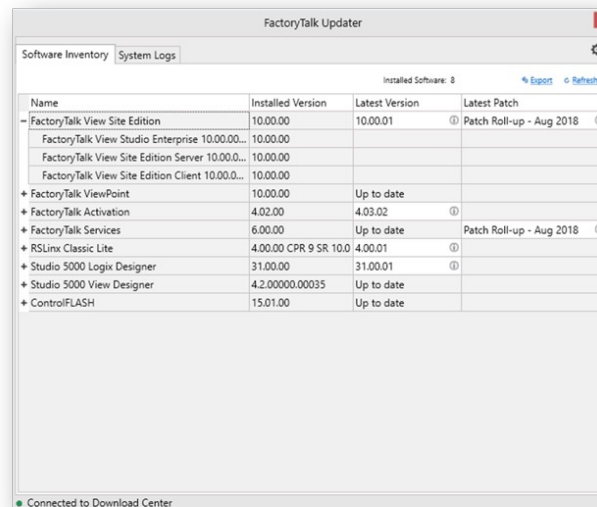 FactoryTalk Updater
Software Inventory System Logs
Installed Software: 8 Export Refresh
Name Installed Version Latest Version Latest Patch
− FactoryTalk View Site Edition 10.00.00 10.00.01 Patch Roll-up - Aug 2018
FactoryTalk View Studio Enterprise 10.00.00... 10.00.00
FactoryTalk View Site Edition Server 10.00.0... 10.00.00
FactoryTalk View Site Edition Client 10.00.0... 10.00.00
+ FactoryTalk ViewPoint 10.00.00 Up to date
+ FactoryTalk Activation 4.02.00 4.03.02
+ FactoryTalk Services 6.00.00 Up to date Patch Roll-up - Aug 2018
+ RSLinx Classic Lite 4.00.00 CPR 9 SR 10.0 4.00.01
+ Studio 5000 Logix Designer 31.00.00 31.00.01
+ Studio 5000 View Designer 4.2.00000.00035 Up to date
+ ControlFLASH 15.01.00 Up to date
Connected to Download Center